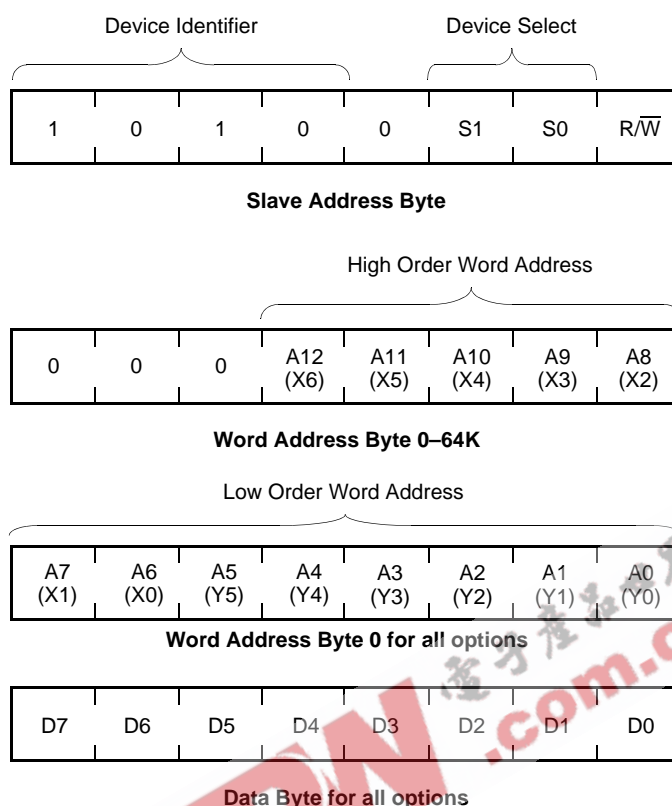 Device Identifier Device Select
1 0 1 0 0 S1 S0 R/W̅
Slave Address Byte
High Order Word Address
0 0 0 A12 A11 A10 A9 A8
(X6) (X5) (X4) (X3) (X2)
Word Address Byte 0–64K
Low Order Word Address
A7 A6 A5 A4 A3 A2 A1 A0
(X1) (X0) (Y5) (Y4) (Y3) (Y2) (Y1) (Y0)
Word Address Byte 0 for all options
D7 D6 D5 D4 D3 D2 D1 D0
Data Byte for all options
.com.